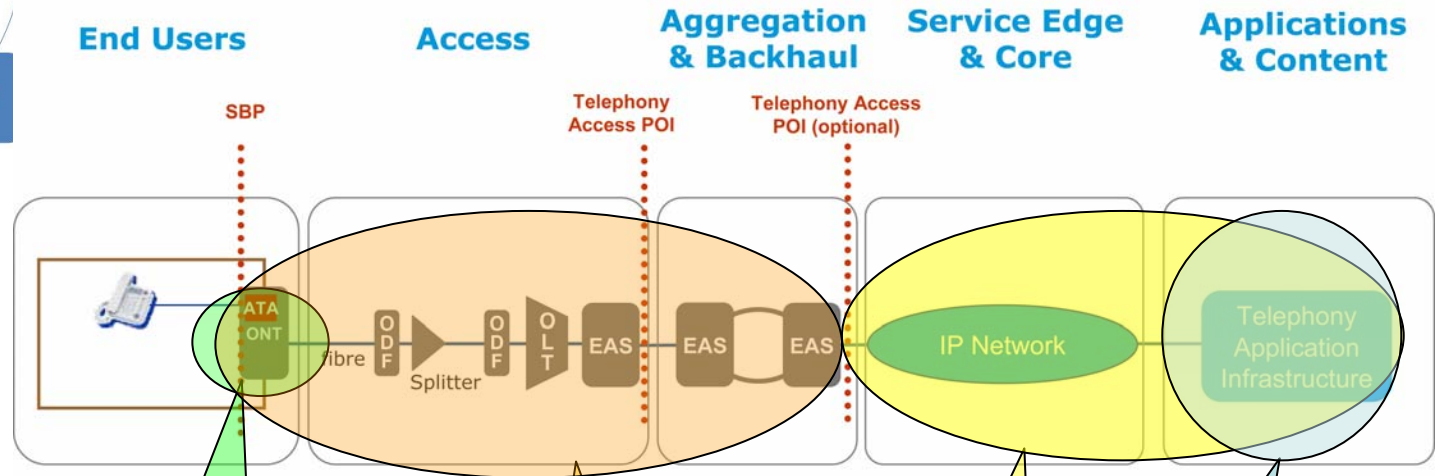 End Users
Access
Aggregation
& Backhaul
Service Edge
& Core
Applications
& Content
SBP
Telephony
Access POI
Telephony Access
POI (optional)
ATA
ONT
fibre
ODF
Splitter
ODF
OLT
EAS
EAS
EAS
IP Network
Telephony
Application
Infrastructure